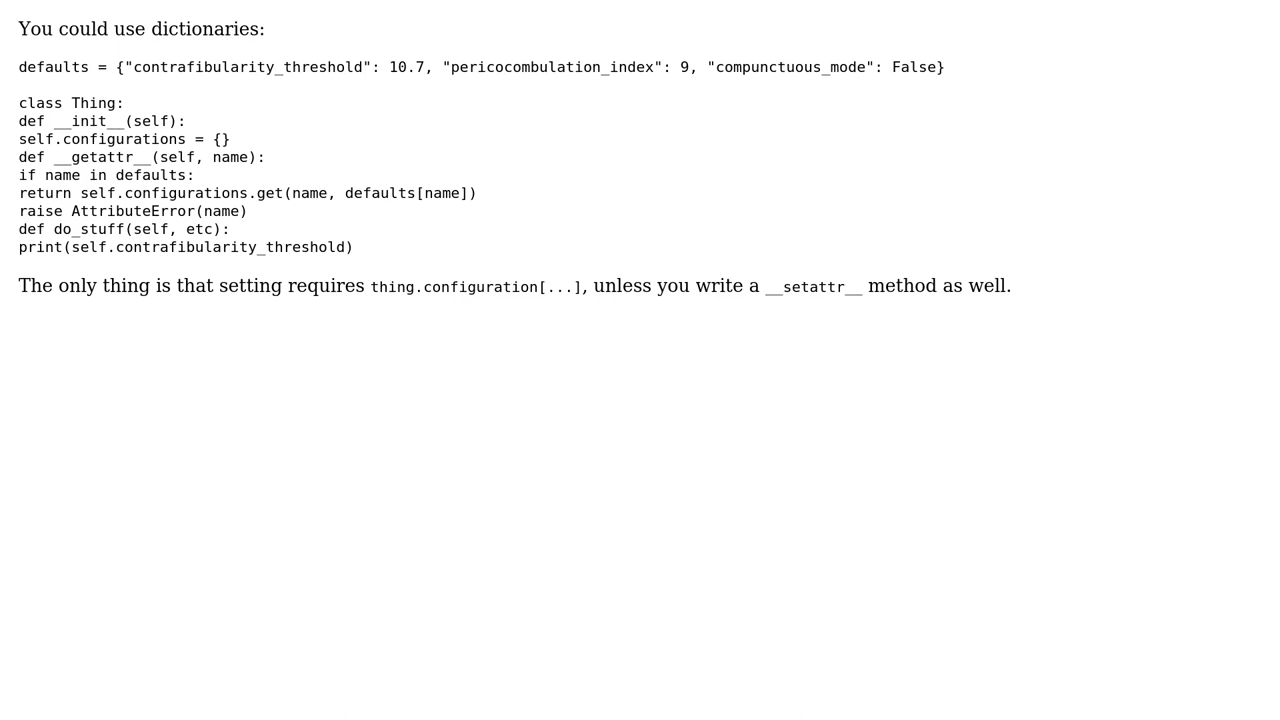 You could use dictionaries:
defaults = {"contrafibularity_threshold": 10.7, "pericocombulation_index": 9, "compunctuous_mode": False}
class Thing:
def __init__(self):
self.configurations = {}
def __getattr__(self, name):
if name in defaults:
return self.configurations.get(name, defaults[name])
raise AttributeError(name)
def do_stuff(self, etc):
print(self.contrafibularity_threshold)
The only thing is that setting requires thing.configuration[...], unless you write a __setattr__ method as well.